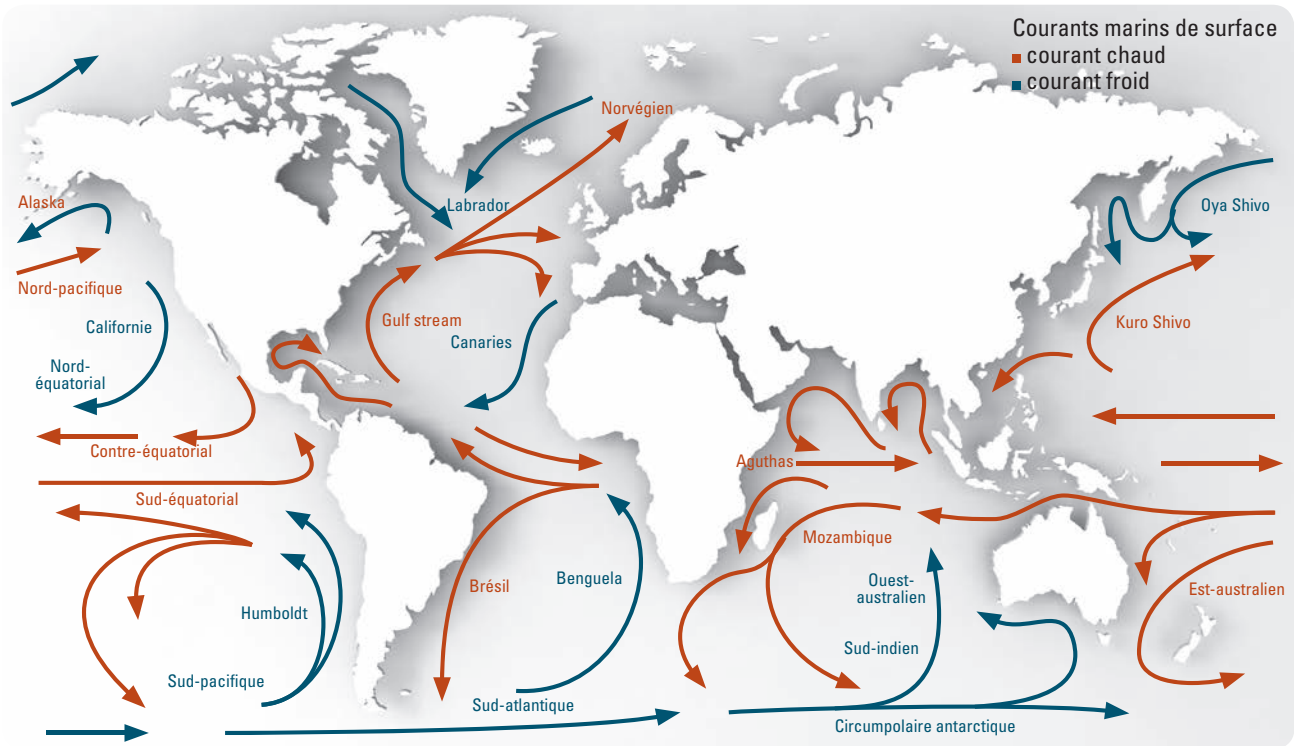 Courants marins de surface
courant chaud
courant froid
Norvégien
Labrador
Alaska
Oya Shivo
Nord-pacifique
Californie
Gulf stream
Canaries
Kuro Shivo
Nord-
équatorial
Contre-équatorial
Aguthas
Sud-équatorial
Mozambique
Brésil
Benguela
Ouest-
australien
Est-australien
Humboldt
Sud-indien
Sud-pacifique
Sud-atlantique
Circumpolaire antarctique